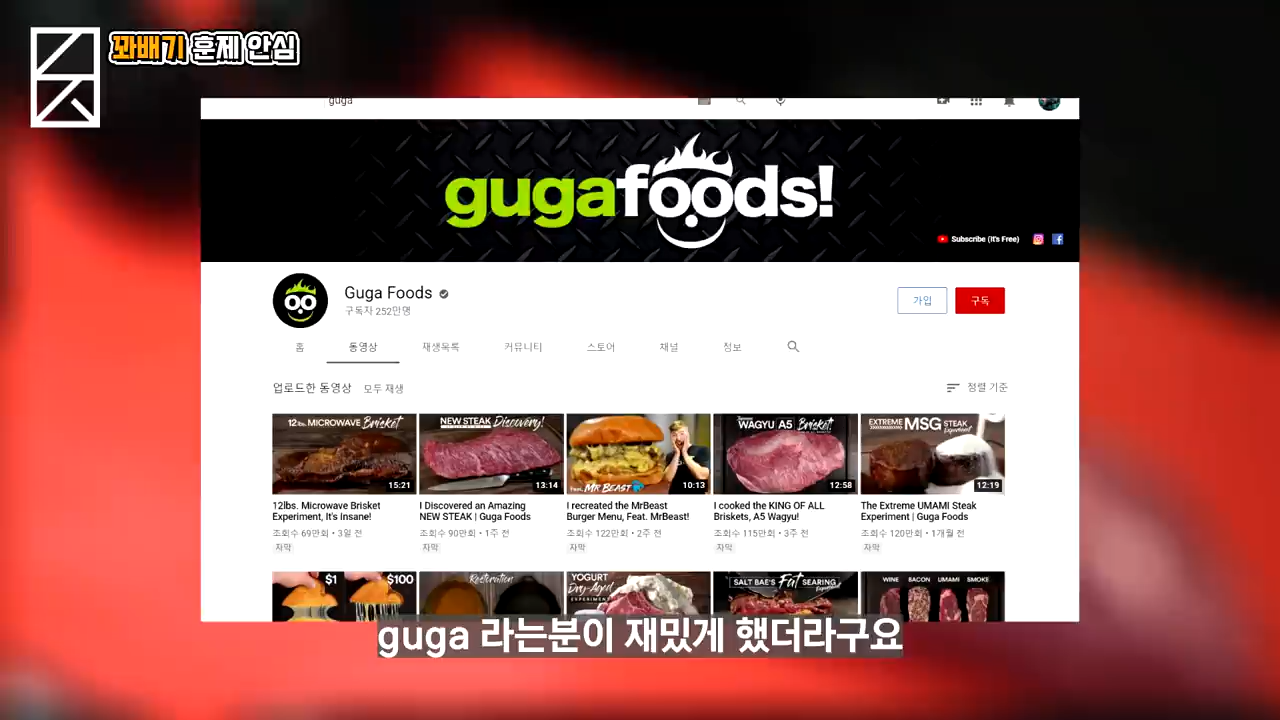 꽈배기 훈제 안심
guga
gugafoods!
Subscribe (It's Free)
Guga Foods
구독자 252만명
가입
구독
홈
동영상
재생목록
커뮤니티
스토어
채널
정보
업로드한 동영상
모두 재생
정렬 기준
12lbs. MICROWAVE Brisket
15:21
NEW STEAK Discovery!
13:14
Feat. MR BEAST
10:13
WAGYU A5 Brisket!
12:58
EXTREME MSG STEAK Experiment
12:19
12lbs. Microwave Brisket
Experiment, It's Insane!
조회수 69만회 • 3일 전
자막
I Discovered an Amazing
NEW STEAK | Guga Foods
조회수 90만회 • 1주 전
자막
I recreated the MrBeast
Burger Menu, Feat. MrBeast!
조회수 122만회 • 2주 전
자막
I cooked the KING OF ALL
Briskets, A5 Wagyu!
조회수 115만회 • 3주 전
자막
The Extreme UMAMI Steak
Experiment | Guga Foods
조회수 120만회 • 1개월 전
자막
$1 $100
Restoration
YOGURT
Dry-Aged
EXPERIMENT
SALT BAE'S Fat SEARING
Experiment
WINE BACON UMAMI SMOKE
guga 라는분이 재밌게 했더라구요